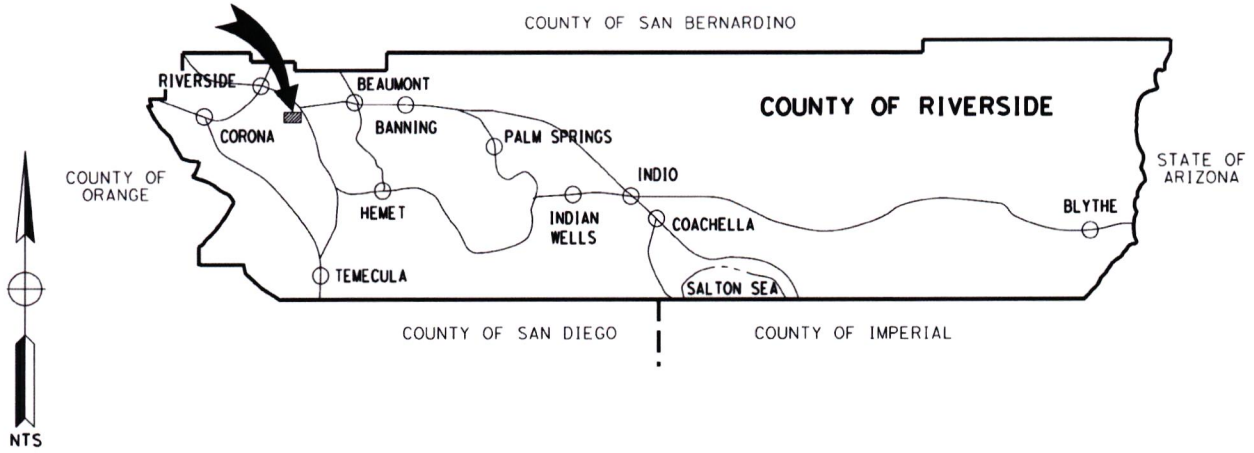 COUNTY OF SAN BERNARDINO
RIVERSIDE
BEAUMONT
COUNTY OF RIVERSIDE
CORONA
BANNING
PALM SPRINGS
STATE OF
ARIZONA
COUNTY OF
ORANGE
INDIO
HEMET
INDIAN
WELLS
COACHELLA
BLYTHE
TEMECULA
SALTON SEA
COUNTY OF SAN DIEGO
COUNTY OF IMPERIAL
NTS